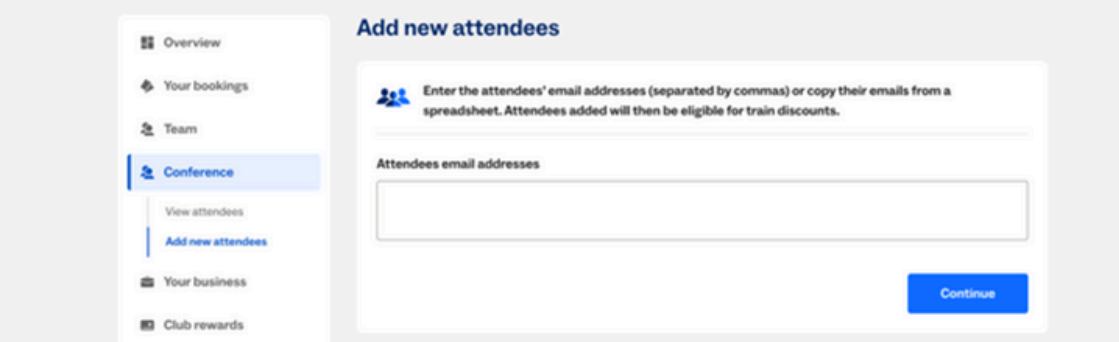 Overview
Your bookings
Team
Conference
View attendees
Add new attendees
Your business
Club rewards
Add new attendees
Enter the attendees' email addresses (separated by commas) or copy their emails from a
spreadsheet. Attendees added will then be eligible for train discounts.
Attendees email addresses
Continue